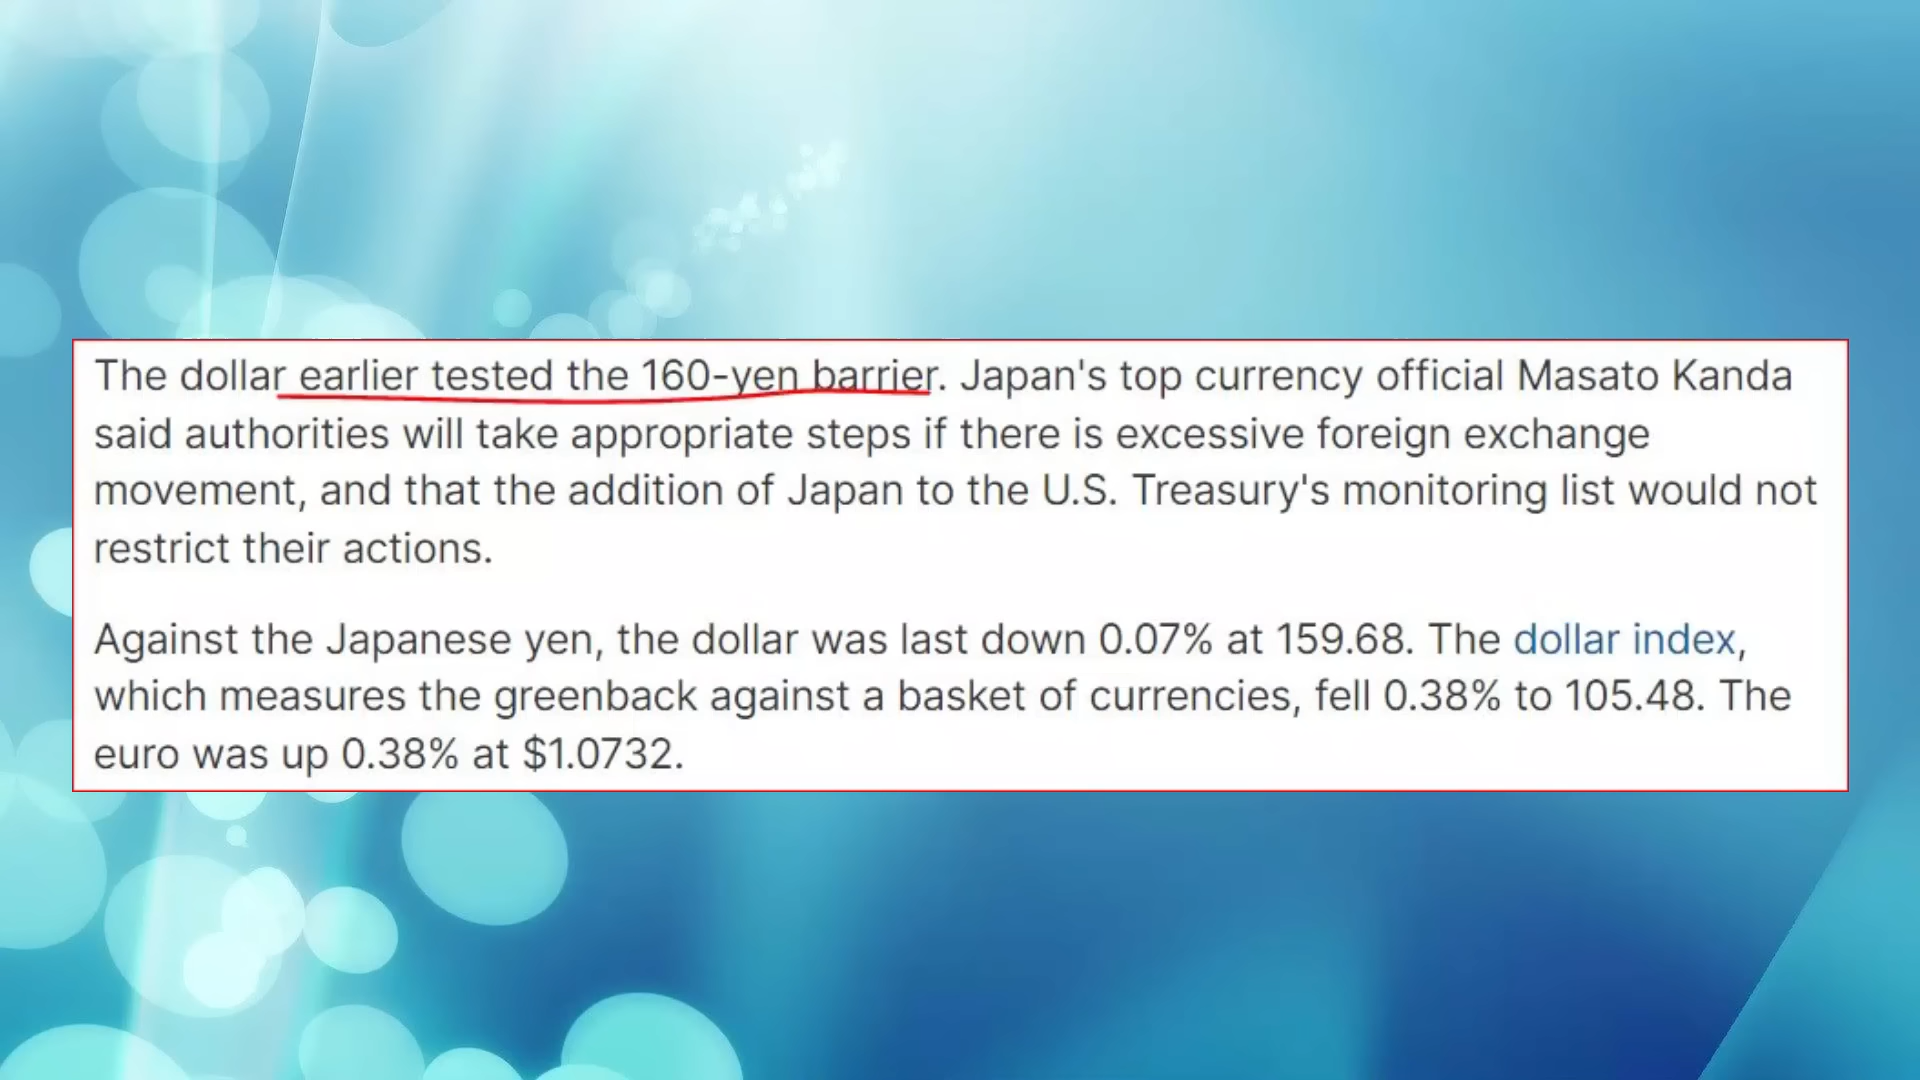 The dollar earlier tested the 160-yen barrier. Japan's top currency official Masato Kanda
said authorities will take appropriate steps if there is excessive foreign exchange
movement, and that the addition of Japan to the U.S. Treasury's monitoring list would not
restrict their actions.
Against the Japanese yen, the dollar was last down 0.07% at 159.68. The dollar index,
which measures the greenback against a basket of currencies, fell 0.38% to 105.48. The
euro was up 0.38% at $1.0732.